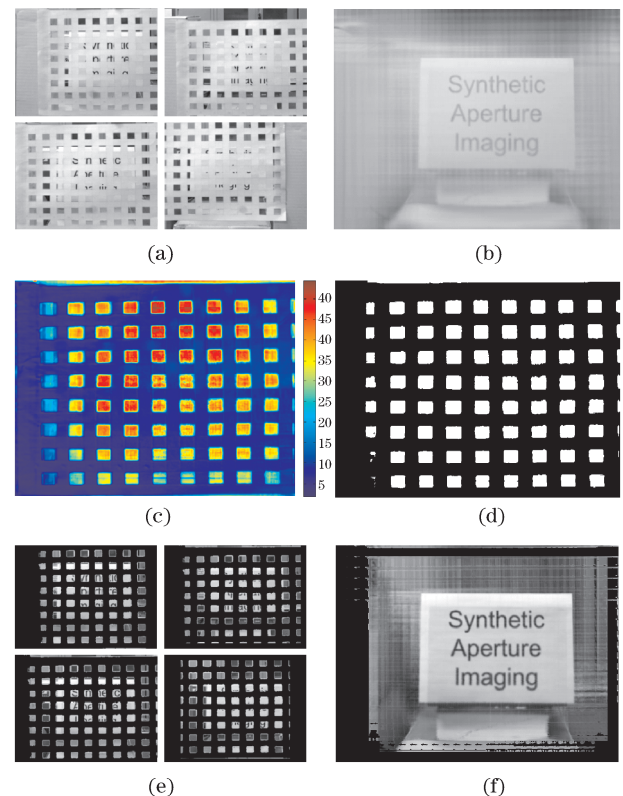 Synthetic
Aperture
Imaging
(a)
(b)
40
35
30
25
20
15
10
5
(c)
(d)
Synthetic
Aperture
Imaging
(e)
(f)